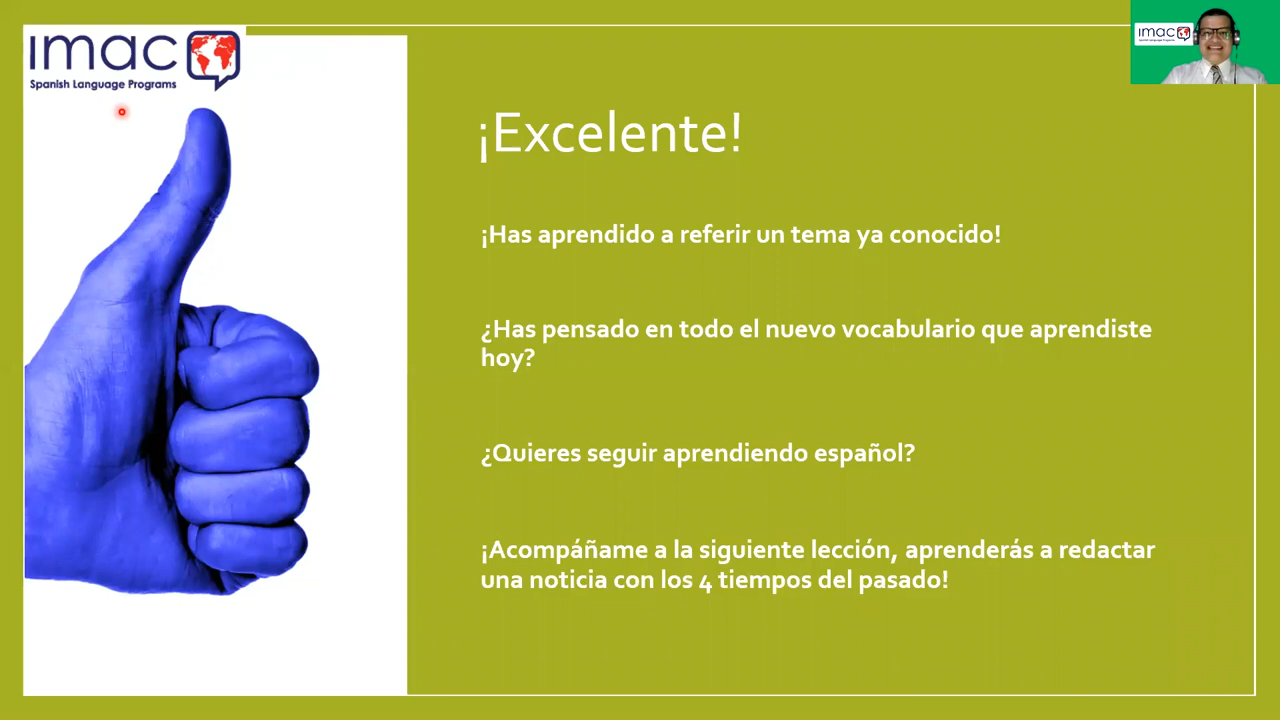 imac
Spanish Language Programs
imac
¡Excelente!
¡Has aprendido a referir un tema ya conocido!
¿Has pensado en todo el nuevo vocabulario que aprendiste
hoy?
¿Quieres seguir aprendiendo español?
¡Acompáñame a la siguiente lección, aprenderás a redactar
una noticia con los 4 tiempos del pasado!